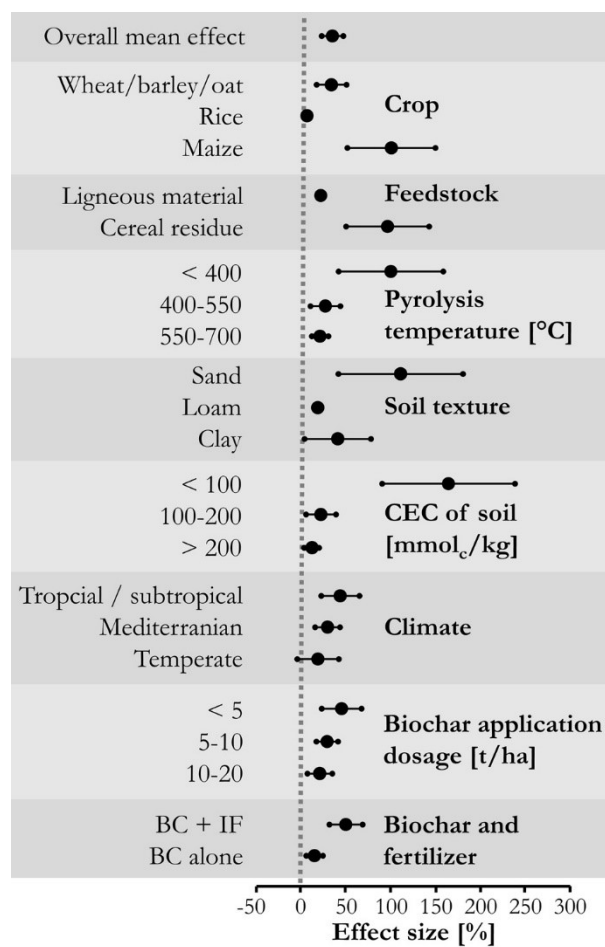 Overall mean effect
Wheat/barley/oat
Rice
Maize
Crop
Ligneous material
Cereal residue
Feedstock
< 400
400-550
550-700
Pyrolysis
temperature [°C]
Sand
Loam
Clay
Soil texture
< 100
100-200
> 200
CEC of soil
[mmolc/kg]
Tropcial / subtropical
Mediterranian
Temperate
Climate
< 5
5-10
10-20
Biochar application
dosage [t/ha]
BC + IF
BC alone
Biochar and
fertilizer
-50 0 50 100 150 200 250 300
Effect size [%]